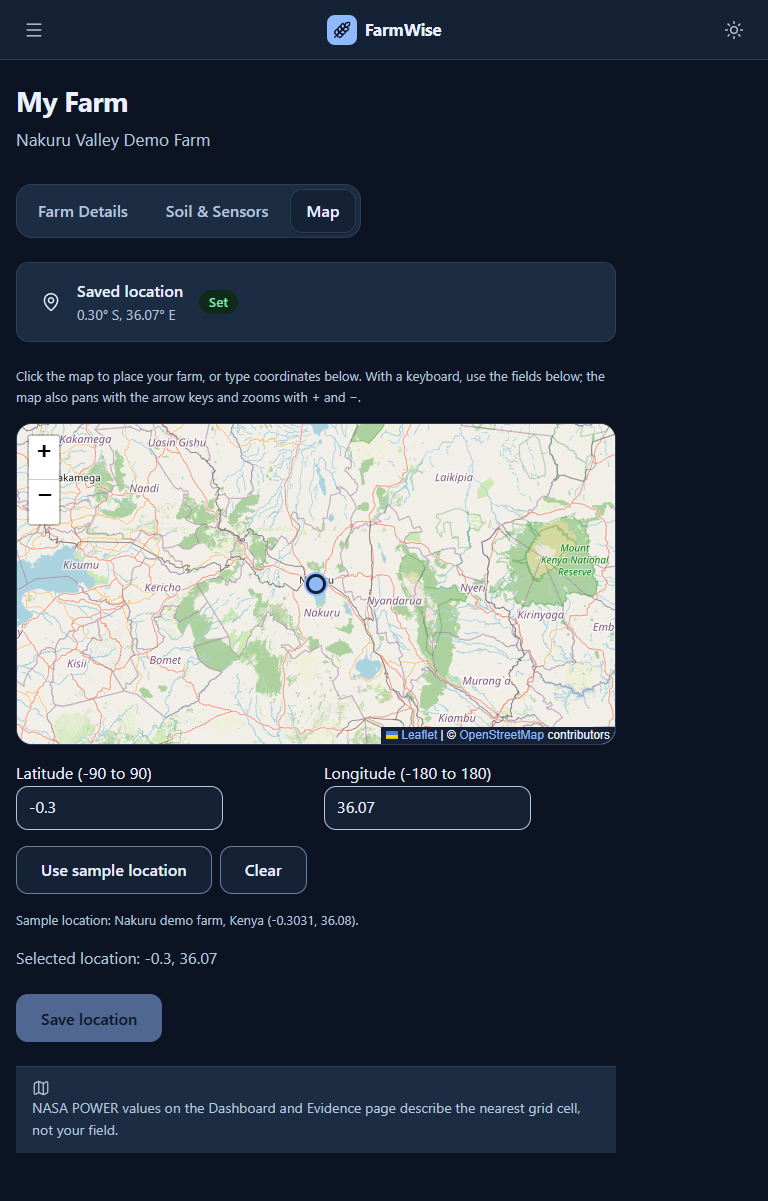 FarmWise
My Farm
Nakuru Valley Demo Farm
Farm Details
Soil & Sensors
Map
Saved location
0.30° S, 36.07° E
Set
Click the map to place your farm, or type coordinates below. With a keyboard, use the fields below; the
map also pans with the arrow keys and zooms with + and −.
+
−
Kakamega
Uasin Gishu
akamega
Nandi
Laikipia
Kisumu
Kericho
Nakuru
Nyandarua
Nyeri
Mount
Kenya National
Reserve
Kirinyaga
Emb
Kisii
Bomet
Murang'a
Kiambu
Leaflet | © OpenStreetMap contributors
Latitude (-90 to 90)
Longitude (-180 to 180)
-0.3
36.07
Use sample location
Clear
Sample location: Nakuru demo farm, Kenya (-0.3031, 36.08).
Selected location: -0.3, 36.07
Save location
NASA POWER values on the Dashboard and Evidence page describe the nearest grid cell,
not your field.